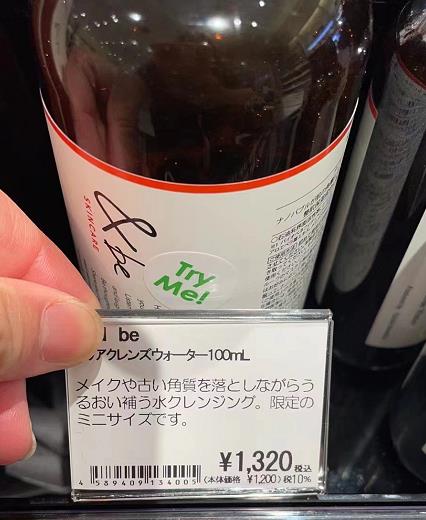 &be
SKINCARE
Try
Me!
be
アクレンズウォーター100mL
メイクや古い角質を落としながらう
るおい補う水クレンジング。限定の
ミニサイズです。
¥1,320 税込
(本体価格 ¥1,200) 税10%
4 589409 134005